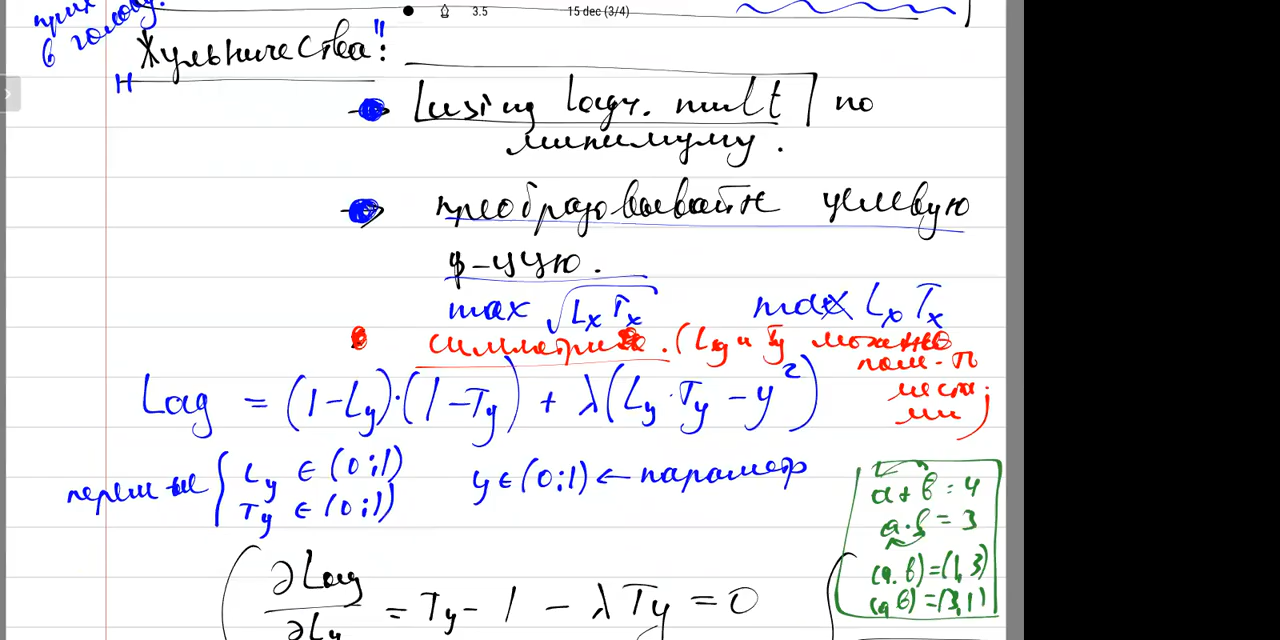 в голову.
3.5 15 dec (3/4)
Жульничества":
[using Lagr. mult] по
минимуму.
преобразовывайте целевую
ф-цию.
max √(Lₓ Tₓ) max Lₓ Tₓ
симметрия. (Ly и Ty можно
местами)
Lag = (1-Ly)·(1-Ty) + λ(Ly·Ty - y²)
перем-ые { Ly ∈ (0;1)
Ty ∈ (0;1)
y ∈ (0;1) ← параметр
a + b = 4
a·b = 3
(a, b) = (1, 3)
(a, b) = (3, 1)
∂Lag/∂Ly = Ty - 1 - λTy = 0